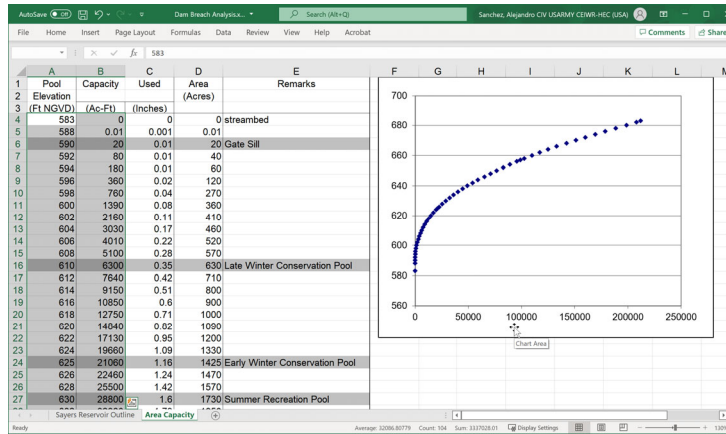 AutoSave Off Dam Breach Analysis.x... Search (Alt+Q) Sanchez, Alejandro CIV USARMY CEIWR-HEC (USA)
File Home Insert Page Layout Formulas Data Review View Help Acrobat Comments Share
fx 583
A B C D E F G H I J K L
1 Pool Capacity Used Area Remarks
2 Elevation (Acres)
3 (Ft NGVD) (Ac-Ft) (Inches)
4 583 0 0 0 streambed
5 588 0.01 0.001 0.01
6 590 20 0.01 20 Gate Sill
7 592 80 0.01 40
8 594 180 0.01 60
9 596 360 0.02 120
10 598 760 0.04 270
11 600 1390 0.08 360
12 602 2160 0.11 410
13 604 3030 0.17 460
14 606 4010 0.22 520
15 608 5100 0.28 570
16 610 6300 0.35 630 Late Winter Conservation Pool
17 612 7640 0.42 710
18 614 9150 0.51 800
19 616 10850 0.6 900
20 618 12750 0.71 1000
21 620 14040 0.82 1090
22 622 17130 0.95 1200
23 624 19660 1.09 1330
24 625 21060 1.16 1425 Early Winter Conservation Pool
25 626 22460 1.24 1470
26 628 25500 1.42 1570
27 630 28800 1.6 1730 Summer Recreation Pool
700
680
660
640
620
600
580
560
0 50000 100000 150000 200000 250000
Chart Area
Sayers Reservoir Outline Area Capacity
Ready Average: 32086.80779 Count: 104 Sum: 3337028.01 Display Settings